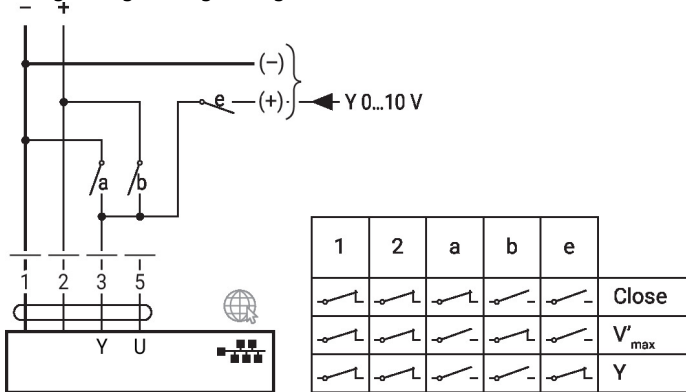 − +
(−)
e (+) Y 0...10 V
a b
1 2 3 5
Y U
1 2 a b e
Close
V'max
Y